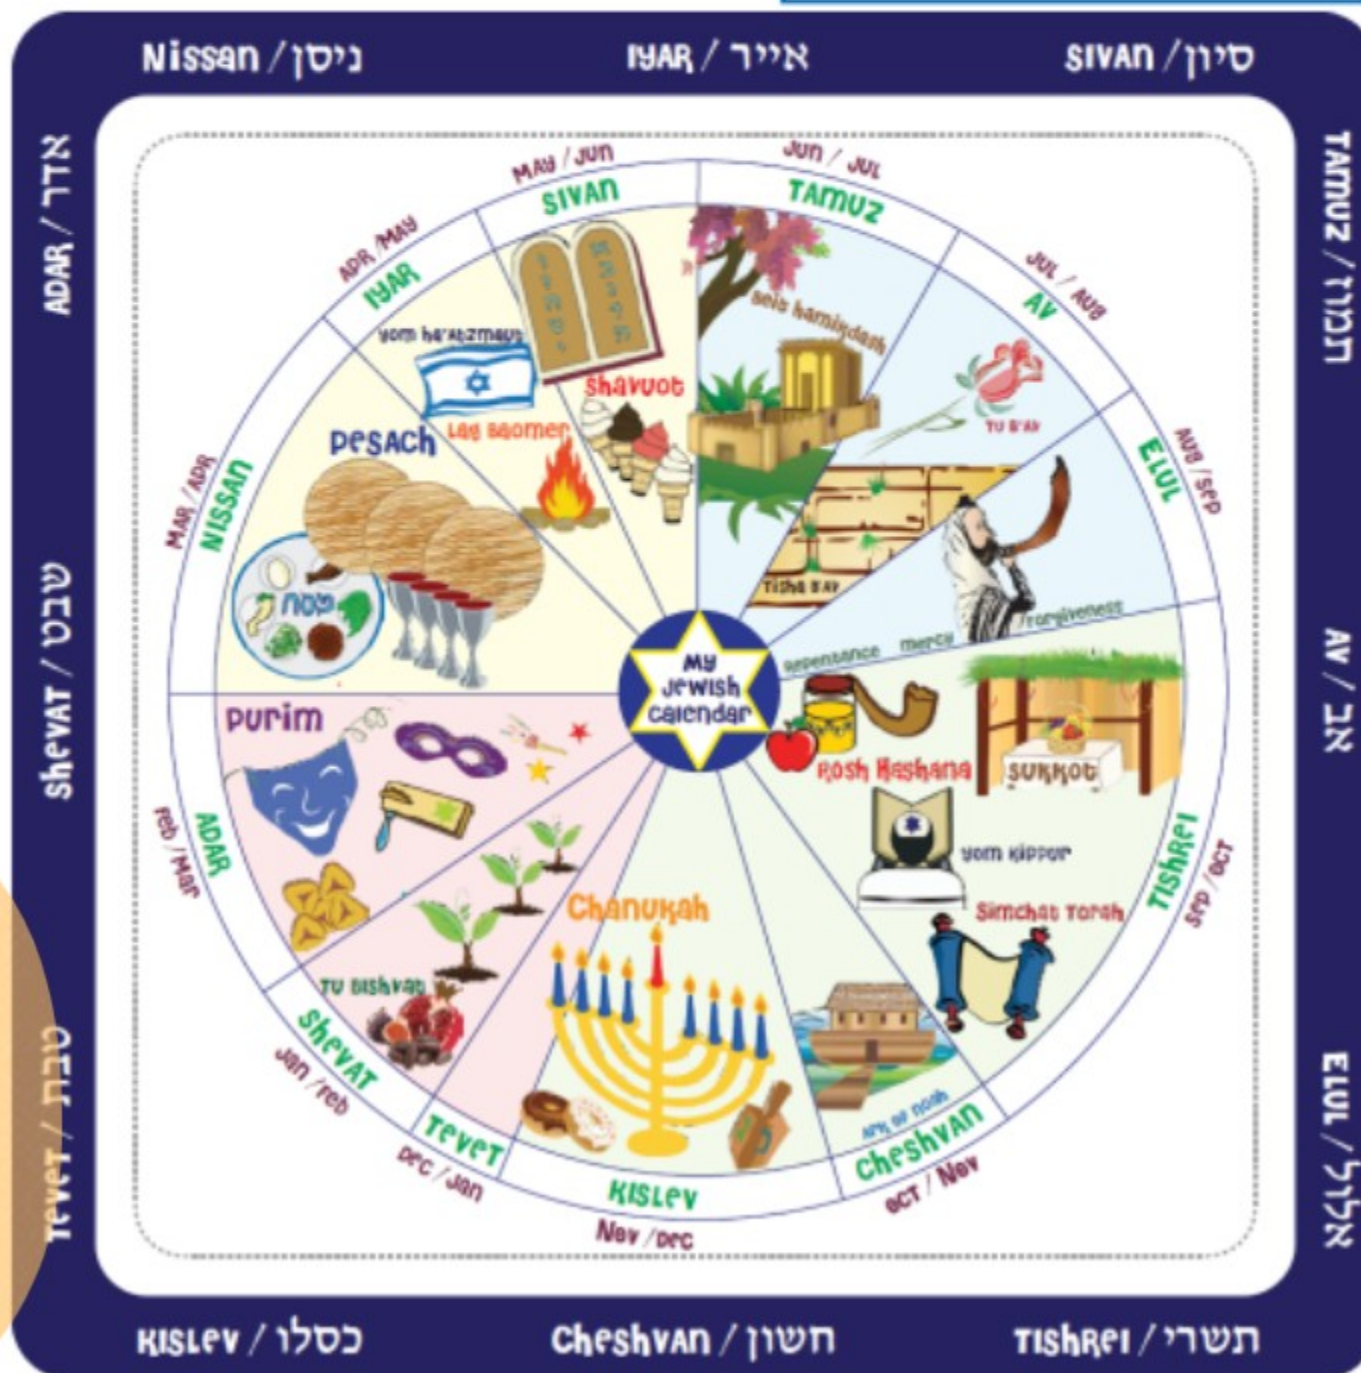 Nissan / ניסן
IYAR / אייר
SIVAN / סיון
TAMUZ / תמוז
AV / אב
ELUL / אלול
TISHREI / תשרי
Cheshvan / חשון
KISLEV / כסלו
TEVET / טבת
SHEVAT / שבט
ADAR / אדר
MAY / JUN
SIVAN
JUN / JUL
TAMUZ
JUL / AUG
AV
AUG / SEP
ELUL
TISHREI
SEP / OCT
CHESHVAN
OCT / NOV
KISLEV
NOV / DEC
TEVET
DEC / JAN
SHEVAT
JAN / FEB
ADAR
FEB / MAR
MAR / APR
NISSAN
APR / MAY
IYAR
Beis hamikdash
TU B'AV
Tisha B'AV
Repentance mercy Forgiveness
Rosh Hashana
SUKKOT
Yom Kippur
Simchat Torah
Ark of Noah
Chanukah
TU Bishvat
Purim
Pesach
פסח
Yom ha'Atzmaut
Lag Baomer
Shavuot
My
Jewish
Calendar